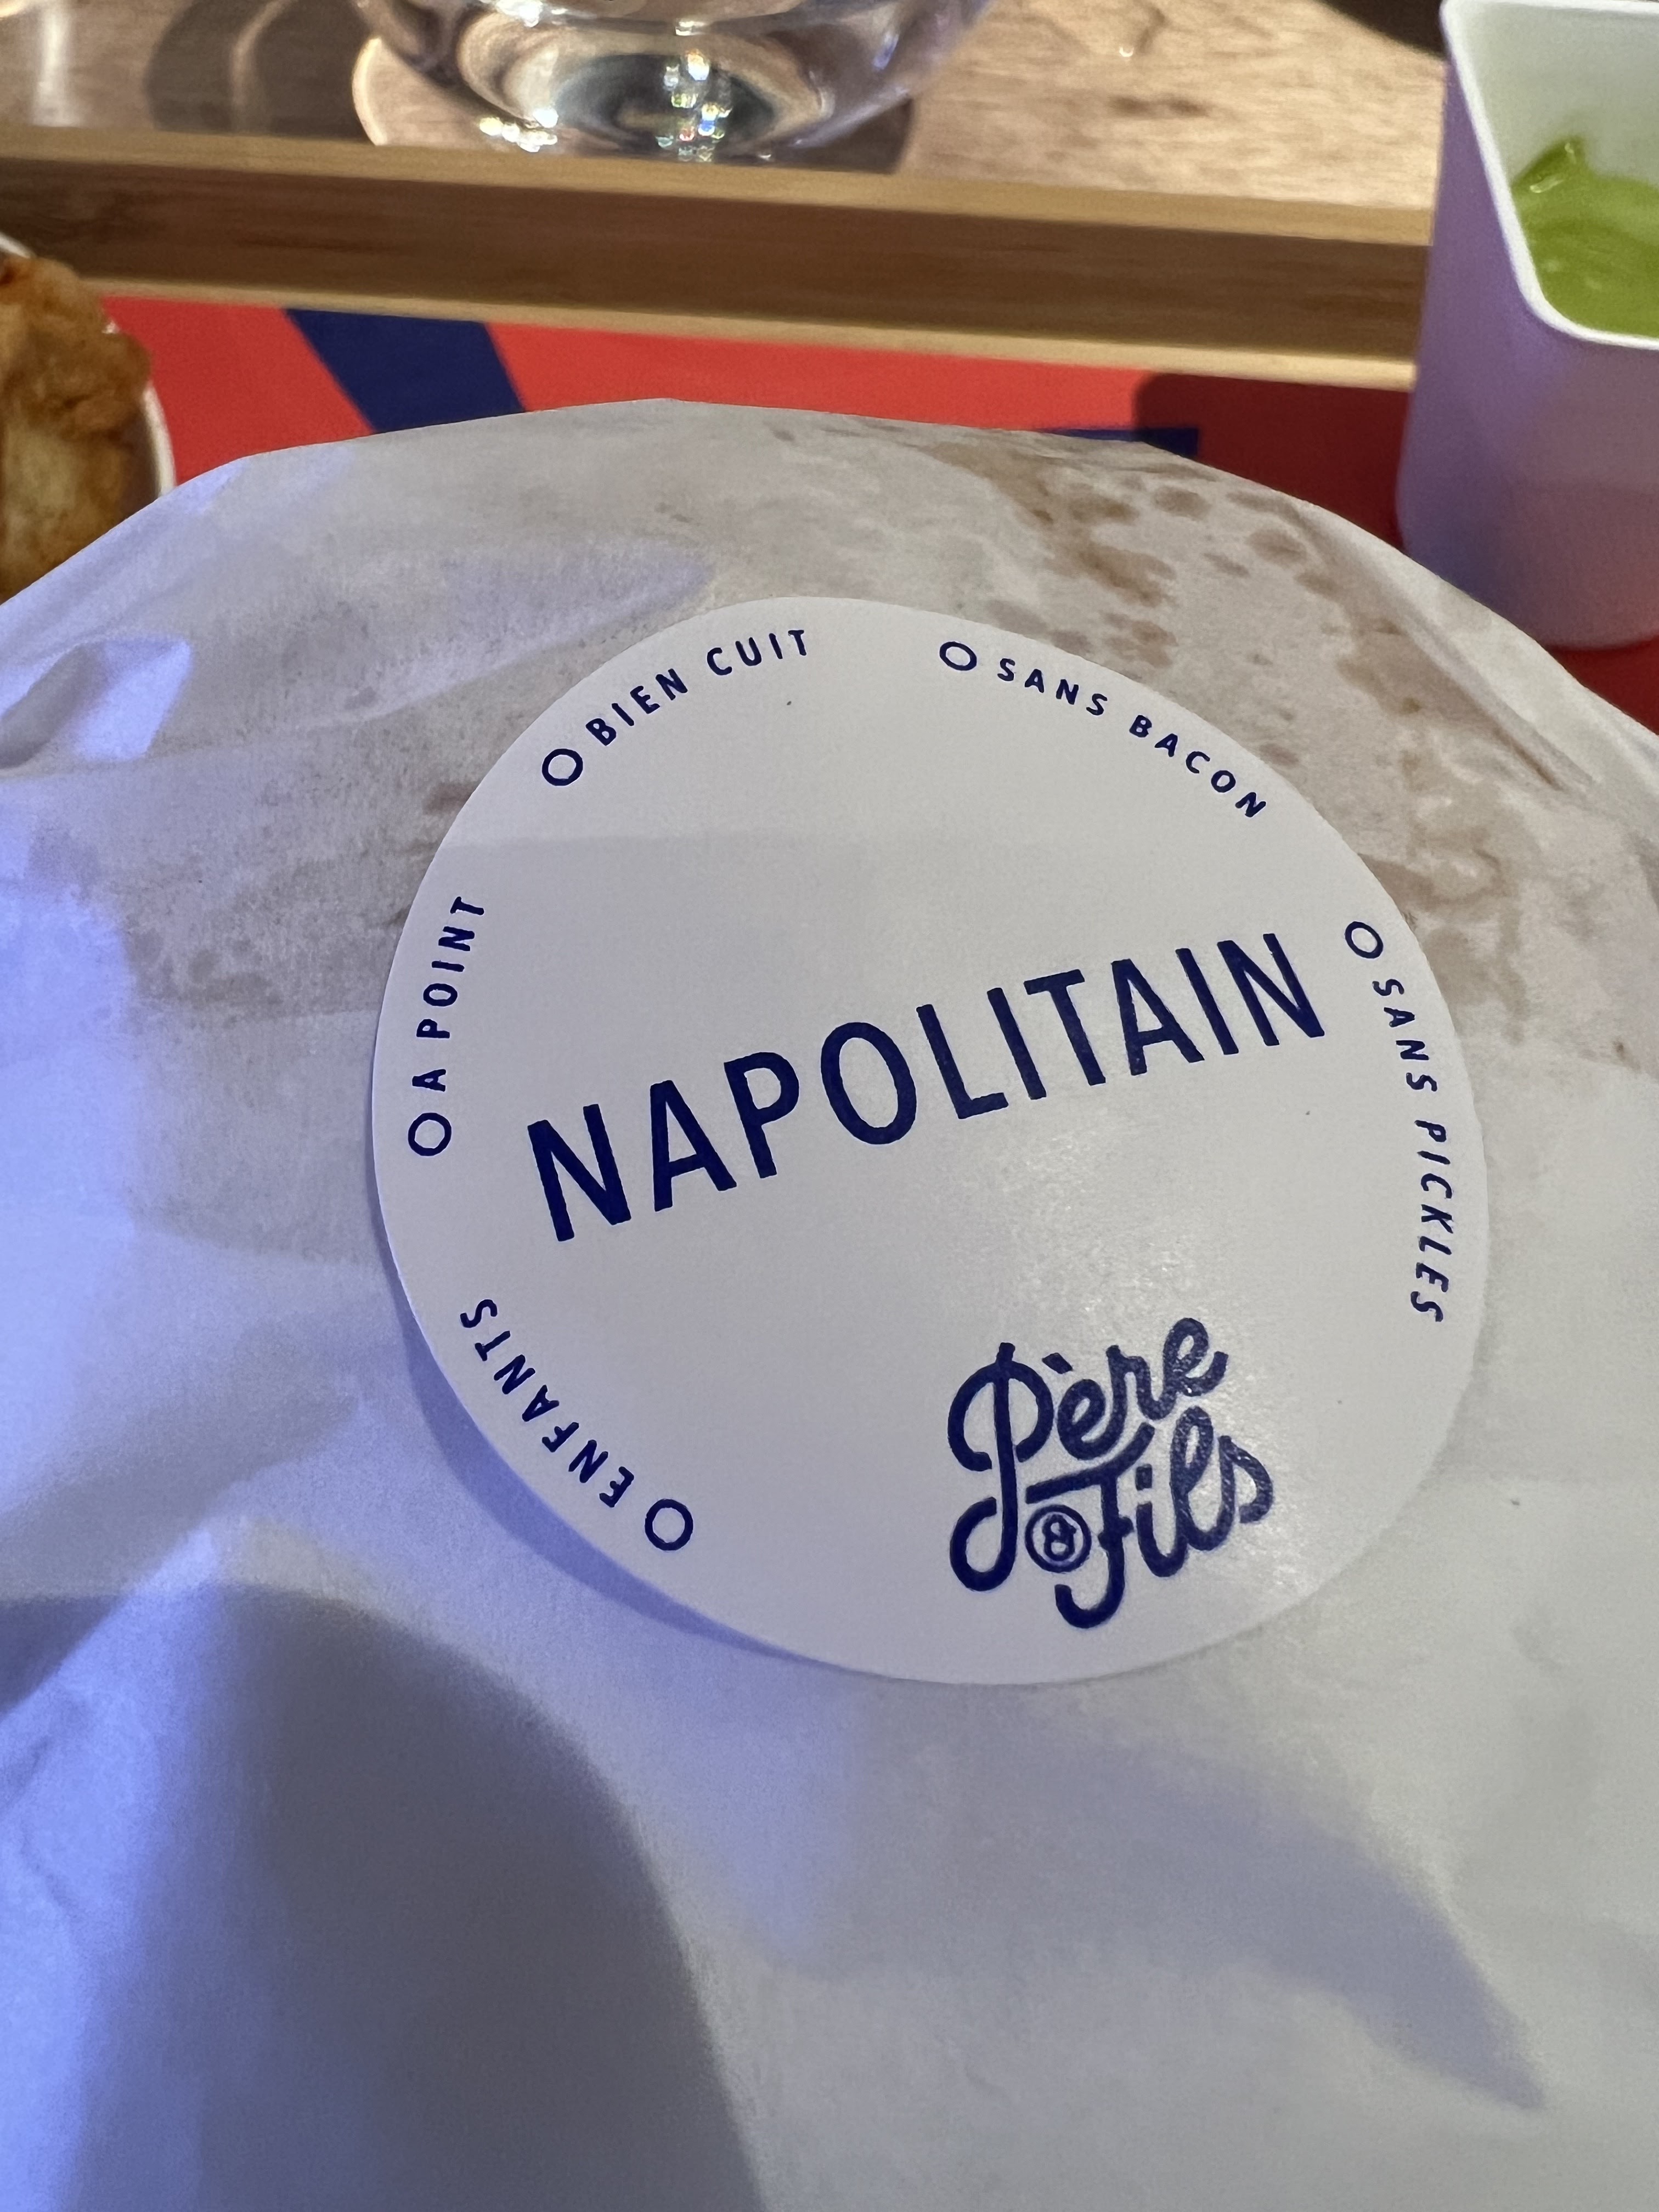 BIEN CUIT
SANS BACON
SANS PICKLES
A POINT
ENFANTS
NAPOLITAIN
Père
& Fils